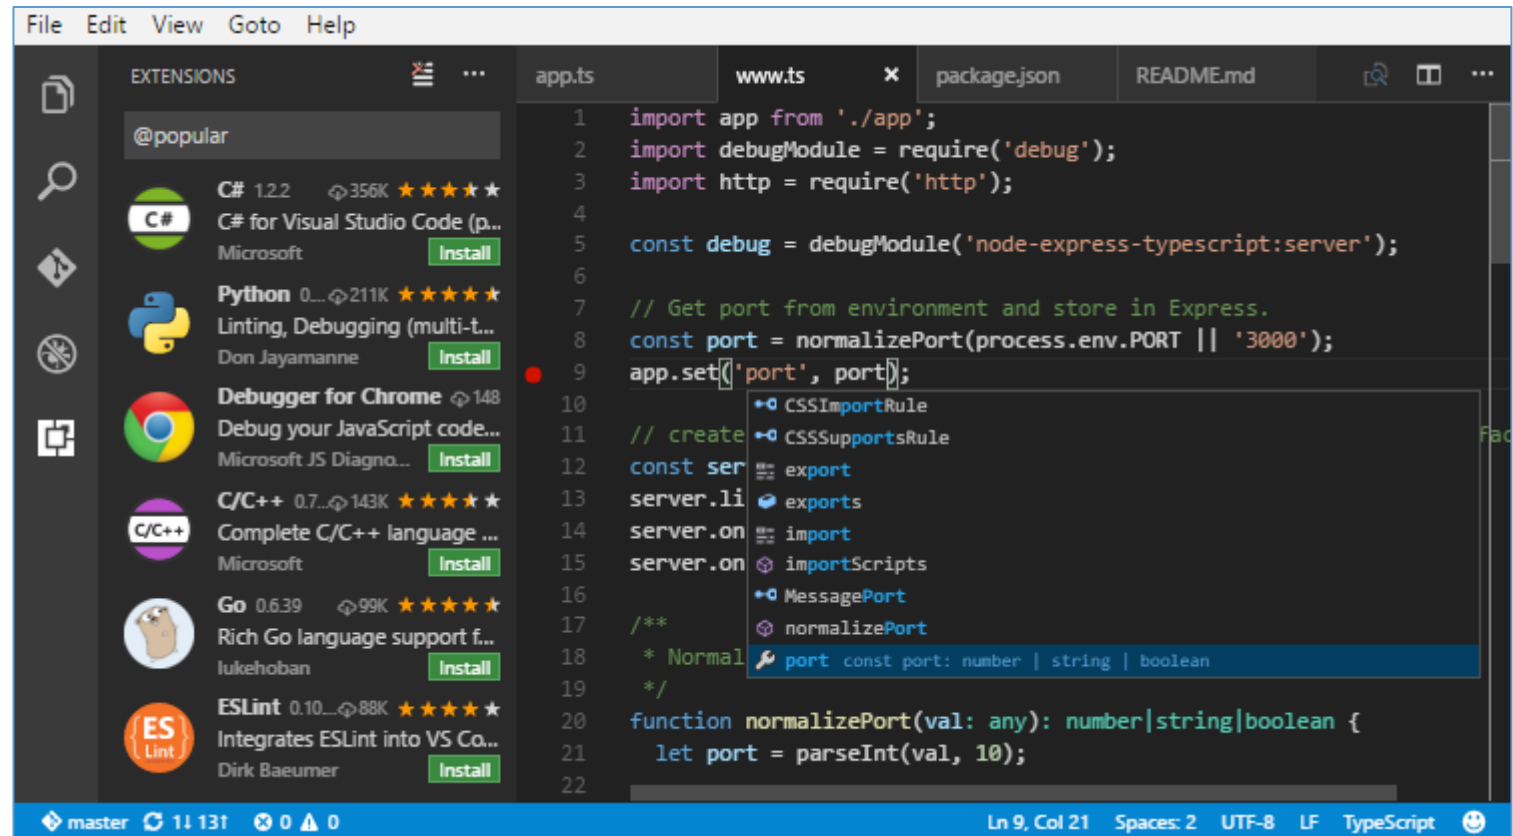 File Edit View Goto Help
EXTENSIONS
@popular
C# 1.2.2 356K
C#
C# for Visual Studio Code (p...
Microsoft Install
Python 0... 211K
Linting, Debugging (multi-t...
Don Jayamanne Install
Debugger for Chrome 148
Debug your JavaScript code...
Microsoft JS Diagno... Install
C/C++ 0.7... 143K
C/C++
Complete C/C++ language ...
Microsoft Install
Go 0.6.39 99K
Rich Go language support f...
lukehoban Install
ESLint 0.10.... 88K
ES
Lint
Integrates ESLint into VS Co...
Dirk Baeumer Install
app.ts www.ts × package.json README.md ...
1 import app from './app';
2 import debugModule = require('debug');
3 import http = require('http');
4
5 const debug = debugModule('node-express-typescript:server');
6
7 // Get port from environment and store in Express.
8 const port = normalizePort(process.env.PORT || '3000');
9 app.set('port', port);
10
11 // create fac
12 const ser
13 server.li
14 server.on
15 server.on
16
17 /**
18 * Normal
19 */
20 function normalizePort(val: any): number|string|boolean {
21 let port = parseInt(val, 10);
22
CSSImportRule
CSSSupportsRule
export
exports
import
importScripts
MessagePort
normalizePort
port const port: number | string | boolean
master 1↓ 13↑ 0 0 Ln 9, Col 21 Spaces: 2 UTF-8 LF TypeScript